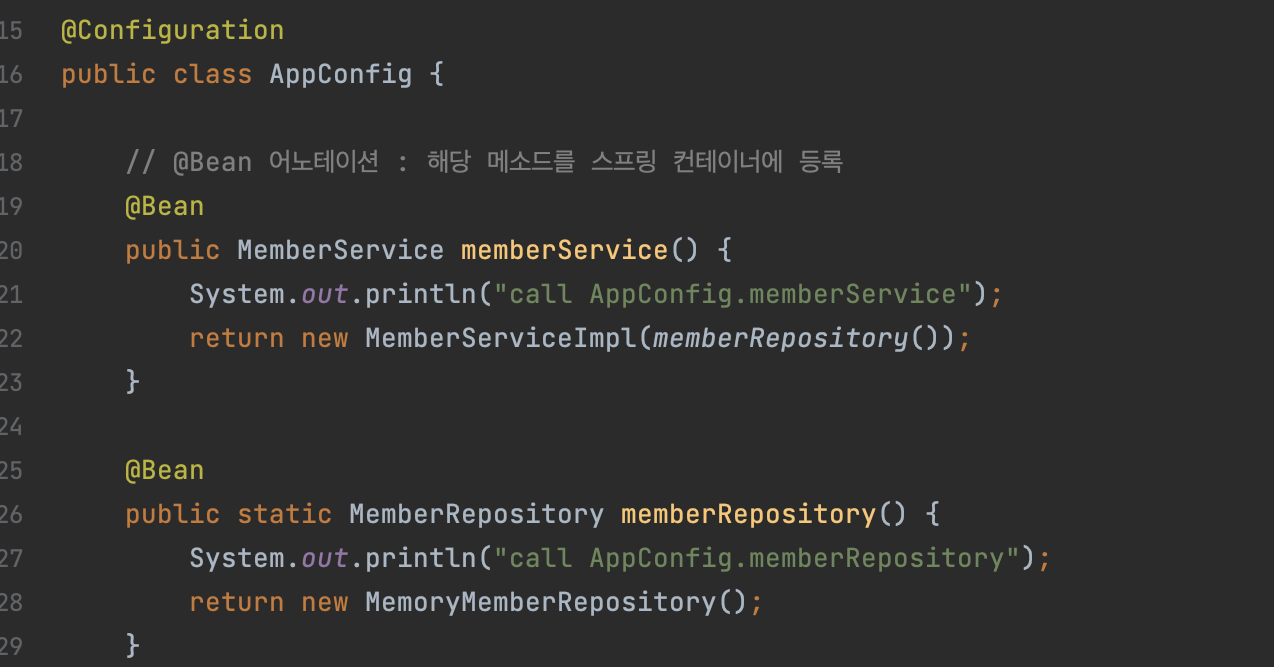 15 @Configuration
16 public class AppConfig {
17
18 // @Bean 어노테이션 : 해당 메소드를 스프링 컨테이너에 등록
19 @Bean
20 public MemberService memberService() {
21 System.out.println("call AppConfig.memberService");
22 return new MemberServiceImpl(memberRepository());
23 }
24
25 @Bean
26 public static MemberRepository memberRepository() {
27 System.out.println("call AppConfig.memberRepository");
28 return new MemoryMemberRepository();
29 }